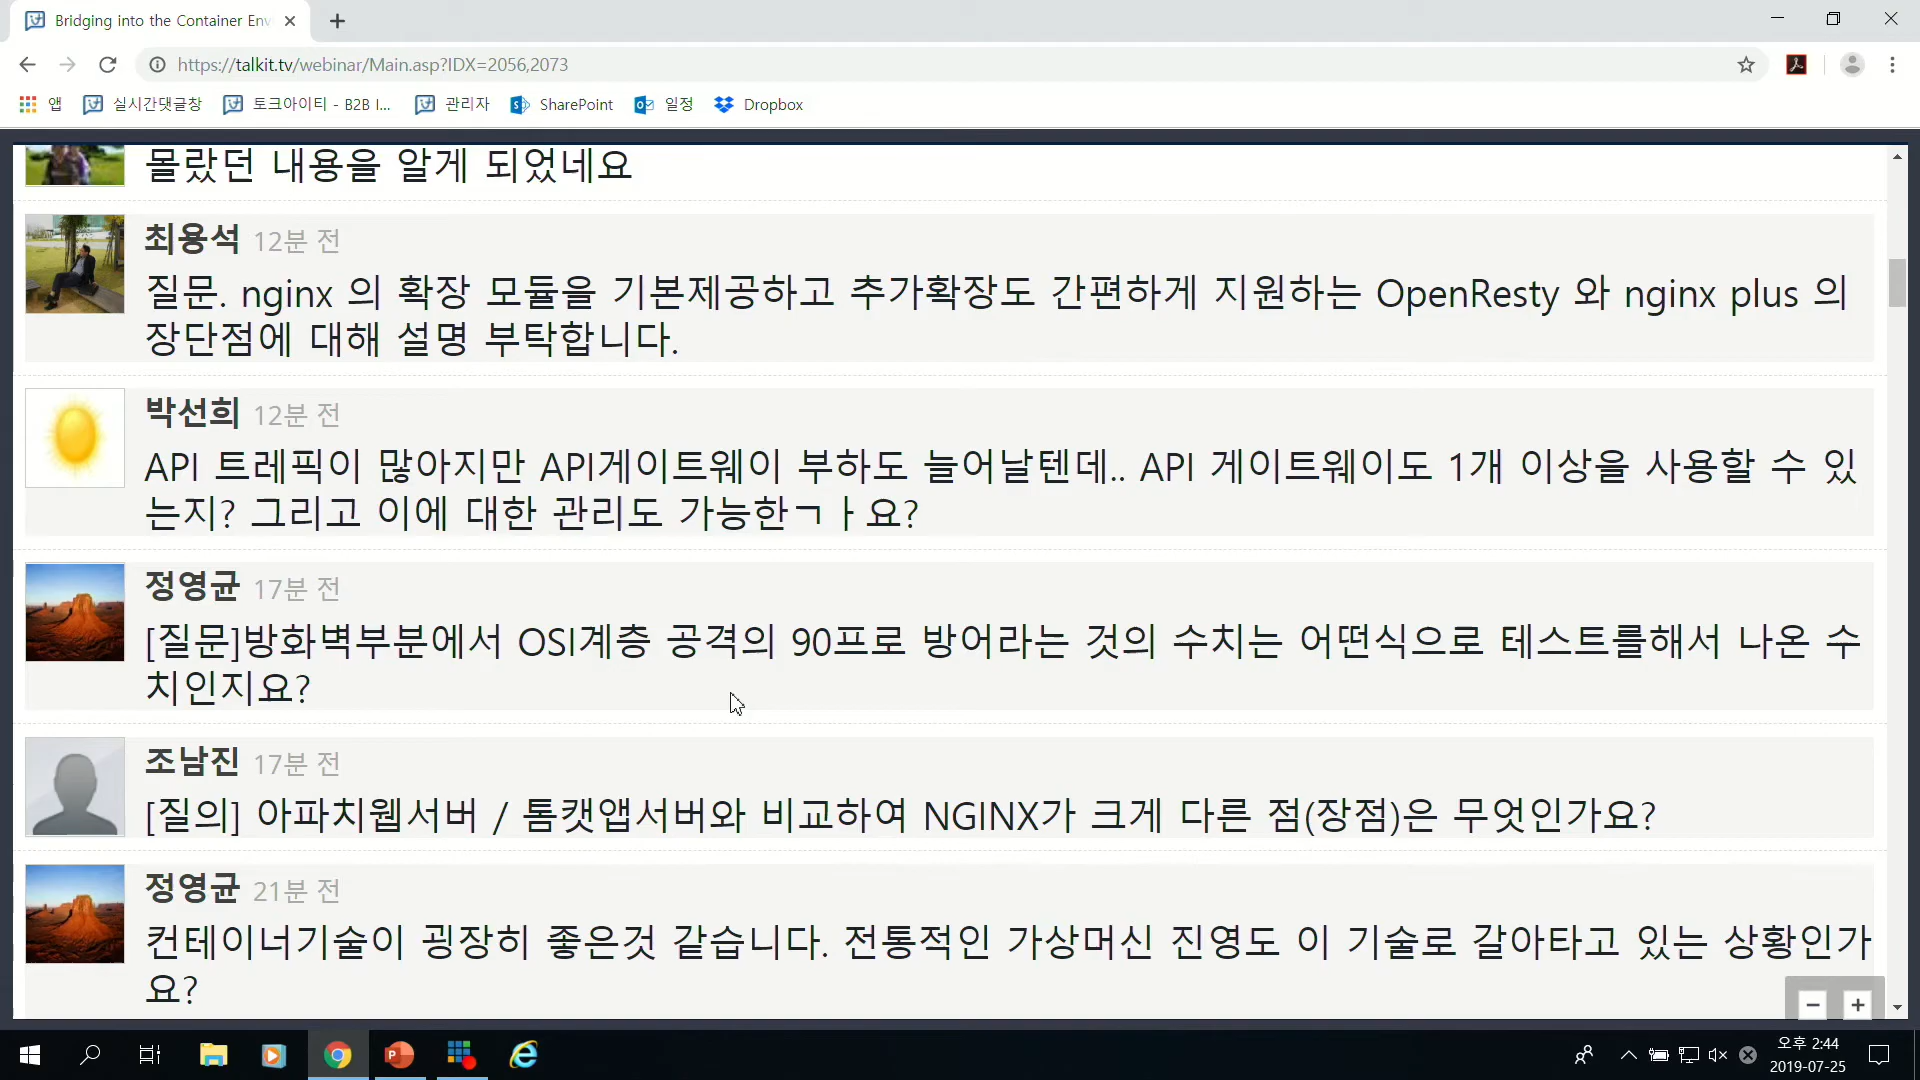 Bridging into the Container Env
https://talkit.tv/webinar/Main.asp?IDX=2056,2073
앱 실시간댓글창 토크아이티 - B2B I... 관리자 SharePoint 일정 Dropbox
몰랐던 내용을 알게 되었네요
최용석 12분 전
질문. nginx 의 확장 모듈을 기본제공하고 추가확장도 간편하게 지원하는 OpenResty 와 nginx plus 의
장단점에 대해 설명 부탁합니다.
박선희 12분 전
API 트레픽이 많아지만 API게이트웨이 부하도 늘어날텐데.. API 게이트웨이도 1개 이상을 사용할 수 있
는지? 그리고 이에 대한 관리도 가능한ㄱㅏ요?
정영균 17분 전
[질문]방화벽부분에서 OSI계층 공격의 90프로 방어라는 것의 수치는 어떤식으로 테스트를해서 나온 수
치인지요?
조남진 17분 전
[질의] 아파치웹서버 / 톰캣앱서버와 비교하여 NGINX가 크게 다른 점(장점)은 무엇인가요?
정영균 21분 전
컨테이너기술이 굉장히 좋은것 같습니다. 전통적인 가상머신 진영도 이 기술로 갈아타고 있는 상황인가
요?
오후 2:44
2019-07-25